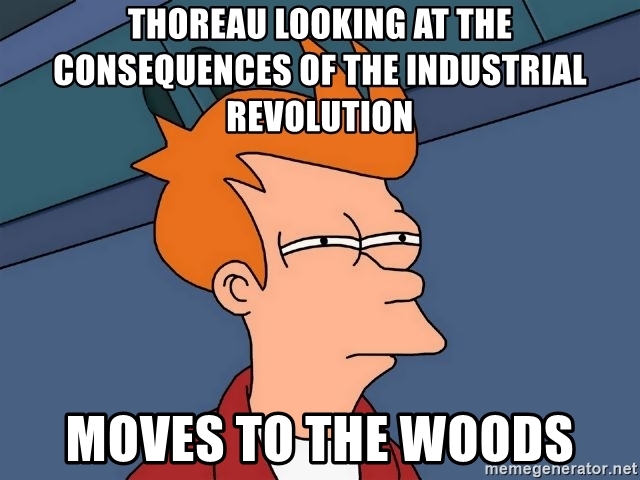 THOREAU LOOKING AT THE
CONSEQUENCES OF THE INDUSTRIAL
REVOLUTION
MOVES TO THE WOODS
memegenerator.net